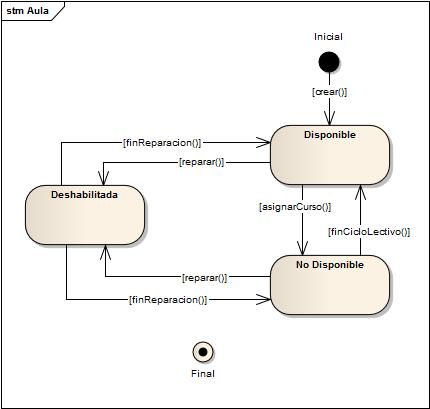 stm Aula
Inicial
[crear()]
Disponible
[finReparacion()]
[reparar()]
Deshabilitada
[asignarCurso()]
[finCicloLectivo()]
No Disponible
[reparar()]
[finReparacion()]
Final